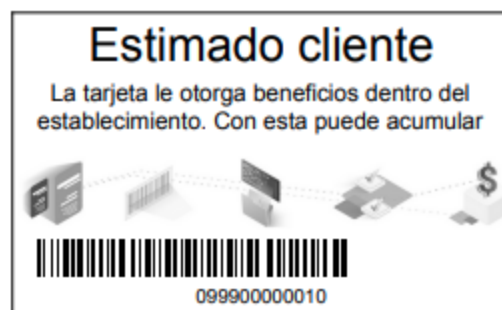 Estimado cliente
La tarjeta le otorga beneficios dentro del
establecimiento. Con esta puede acumular
$
099900000010